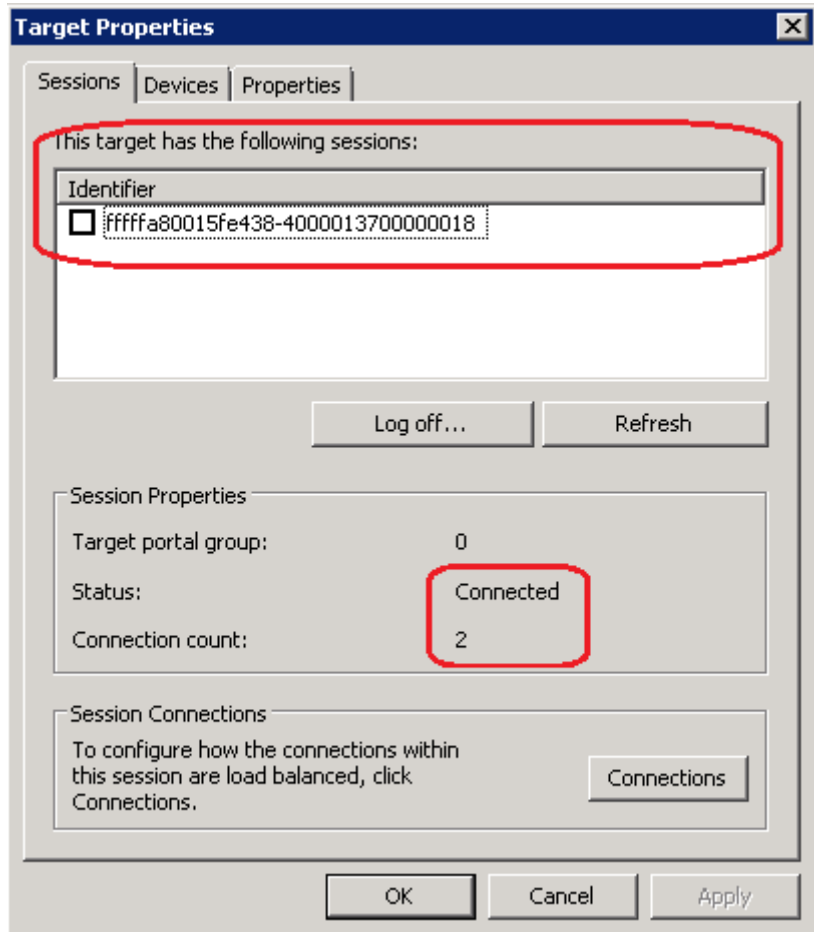 Target Properties
Sessions Devices Properties
This target has the following sessions:
Identifier
fffffa80015fe438-4000013700000018
Log off... Refresh
Session Properties
Target portal group: 0
Status: Connected
Connection count: 2
Session Connections
To configure how the connections within
this session are load balanced, click
Connections.
Connections
OK Cancel Apply